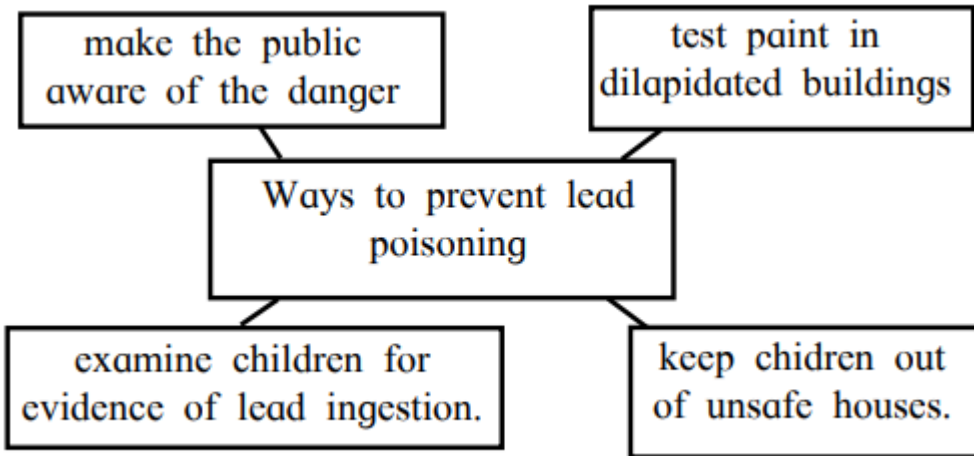 make the public
aware of the danger
test paint in
dilapidated buildings
Ways to prevent lead
poisoning
examine children for
evidence of lead ingestion.
keep chidren out
of unsafe houses.